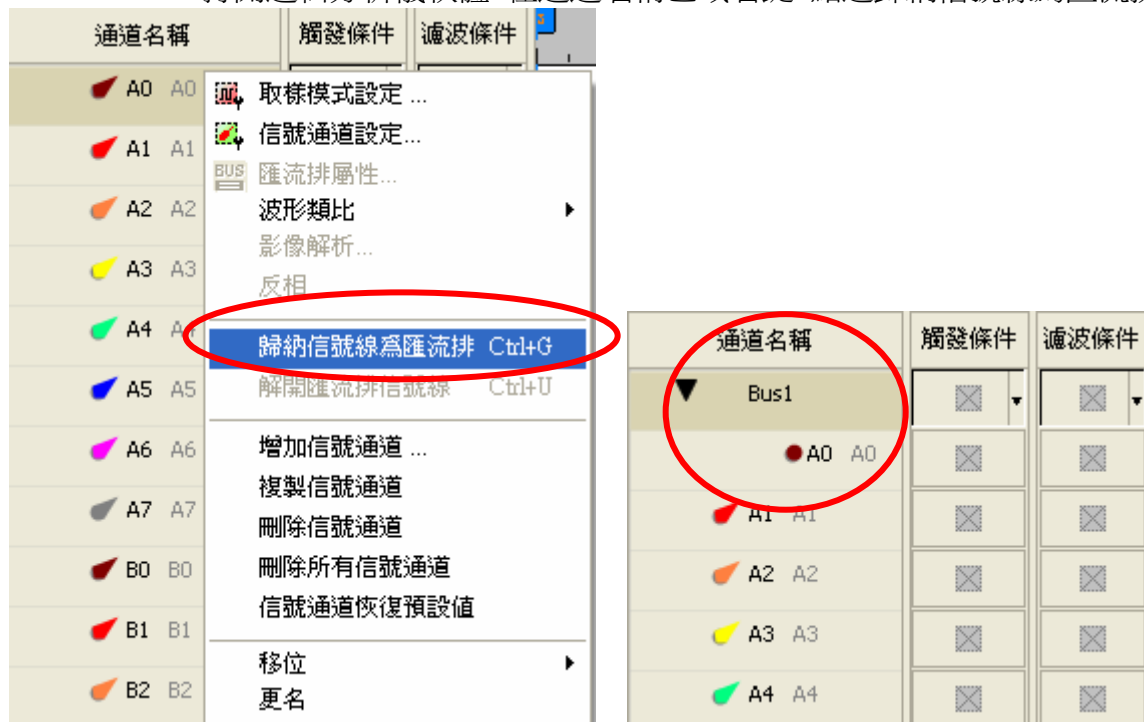 通道名稱 觸發條件 濾波條件
A0 A0
A1 A1
A2 A2
A3 A3
A4
A5 A5
A6 A6
A7 A7
B0 B0
B1 B1
B2 B2
取樣模式設定 ...
信號通道設定...
BUS 匯流排屬性...
波形類比
影像解析...
反相
歸納信號線爲匯流排 Ctrl+G
解開匯流排信號線 Ctrl+U
增加信號通道 ...
複製信號通道
刪除信號通道
刪除所有信號通道
信號通道恢復預設值
移位
更名
通道名稱 觸發條件 濾波條件
Bus1
A0 A0
A1 A1
A2 A2
A3 A3
A4 A4